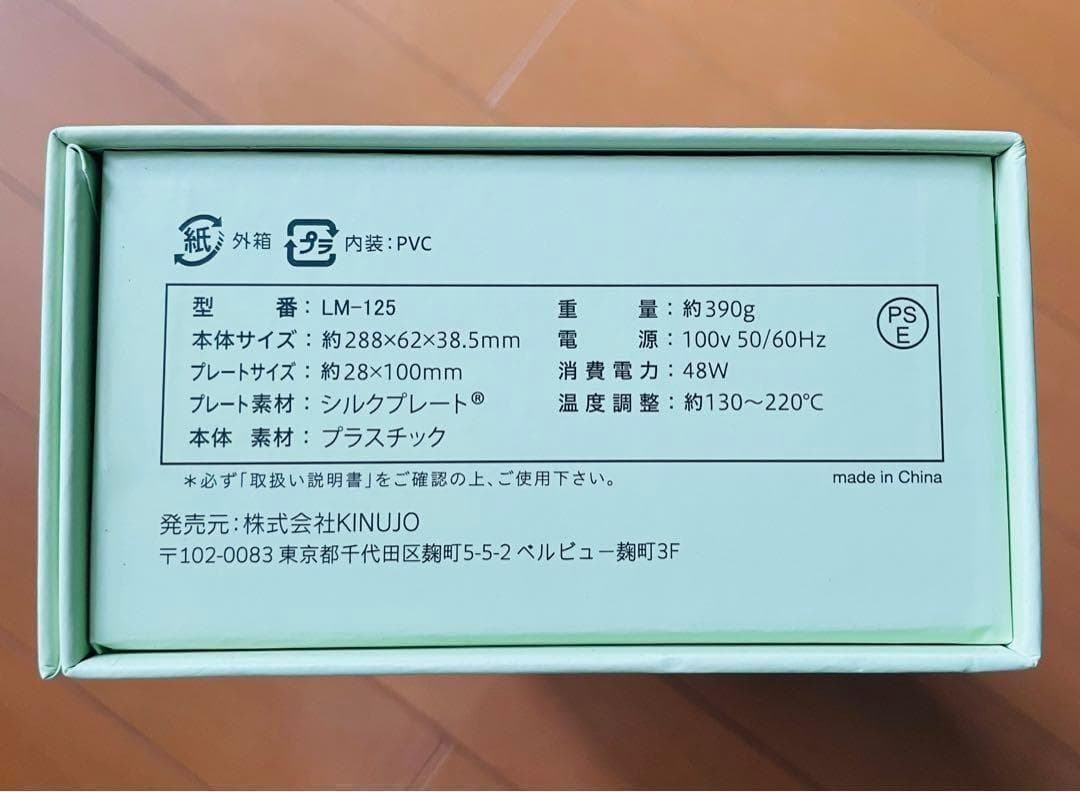 紙 外箱 プラ 内装：PVC
型番：LM-125
本体サイズ：約288×62×38.5mm
プレートサイズ：約28×100mm
プレート素材：シルクプレート®
本体 素材：プラスチック
重量：約390g
電源：100v 50/60Hz
消費電力：48W
温度調整：約130〜220℃
PS
E
＊必ず「取扱い説明書」をご確認の上、ご使用下さい。
made in China
発売元：株式会社KINUJO
〒102-0083 東京都千代田区麹町5-5-2 ベルビュー麹町3F